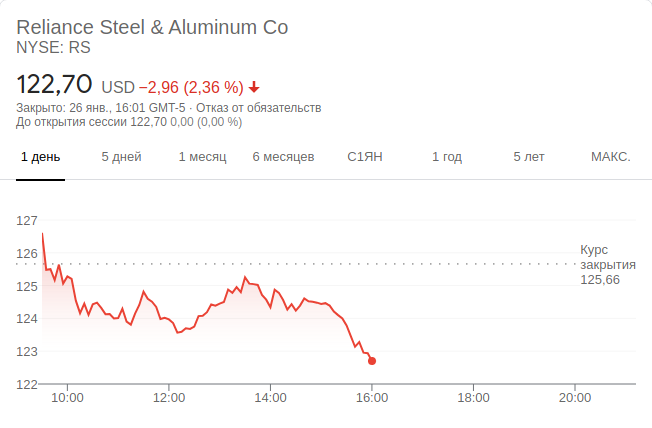 Reliance Steel & Aluminum Co
NYSE: RS
122,70 USD −2,96 (2,36 %)
Закрыто: 26 янв., 16:01 GMT-5 · Отказ от обязательств
До открытия сессии 122,70 0,00 (0,00 %)
1 день 5 дней 1 месяц 6 месяцев С1ЯН 1 год 5 лет МАКС.
127
126
125
124
123
122
Курс
закрытия
125,66
10:00 12:00 14:00 16:00 18:00 20:00